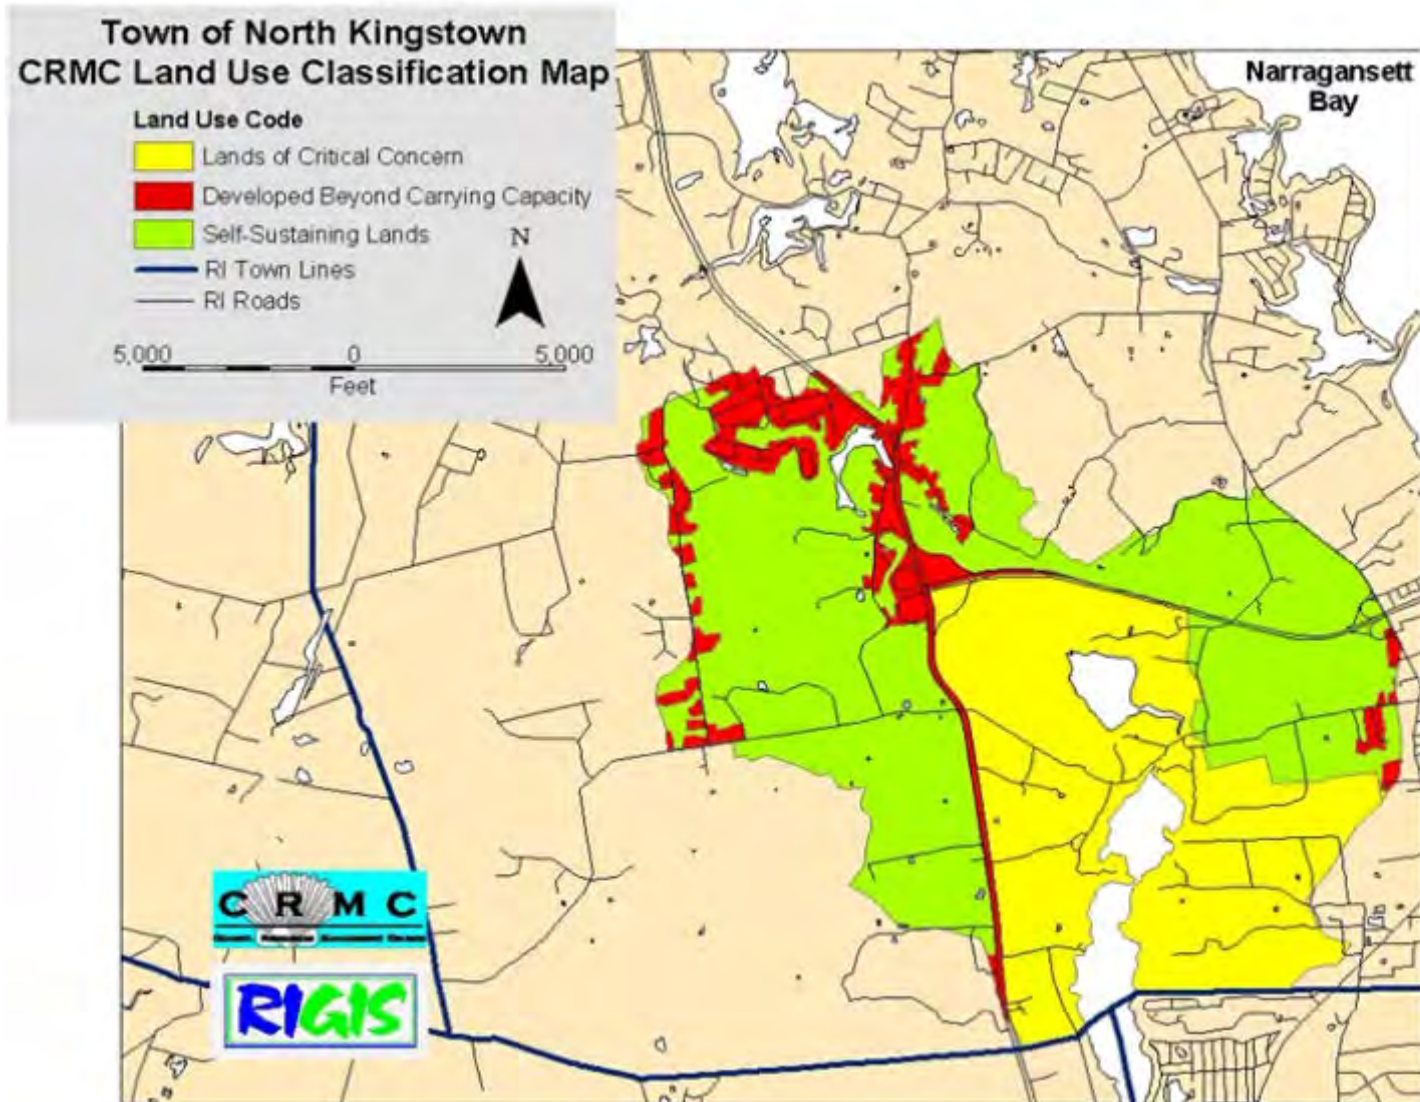 Town of North Kingstown
CRMC Land Use Classification Map
Land Use Code
Lands of Critical Concern
Developed Beyond Carrying Capacity
Self-Sustaining Lands
N
RI Town Lines
RI Roads
5,000 0 5,000
Feet
Narragansett
Bay
C R M C
RIGIS